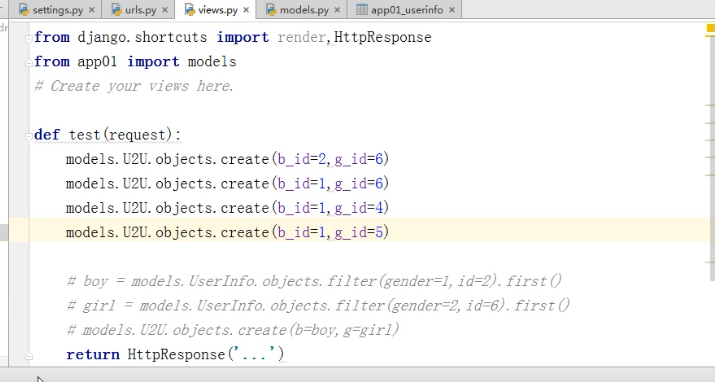 settings.py × urls.py × views.py × models.py × app01_userinfo ×
from django.shortcuts import render,HttpResponse
from app01 import models
# Create your views here.
def test(request):
models.U2U.objects.create(b_id=2,g_id=6)
models.U2U.objects.create(b_id=1,g_id=6)
models.U2U.objects.create(b_id=1,g_id=4)
models.U2U.objects.create(b_id=1,g_id=5)
# boy = models.UserInfo.objects.filter(gender=1,id=2).first()
# girl = models.UserInfo.objects.filter(gender=2,id=6).first()
# models.U2U.objects.create(b=boy,g=girl)
return HttpResponse('...')